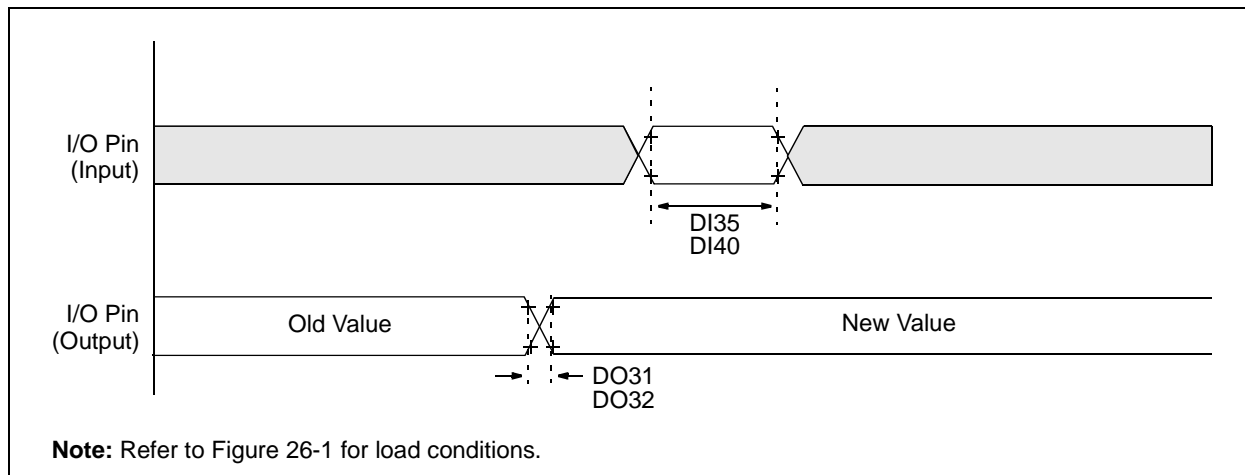 I/O Pin
(Input)
DI35
DI40
I/O Pin
(Output)
Old Value
New Value
DO31
DO32
Note: Refer to Figure 26-1 for load conditions.